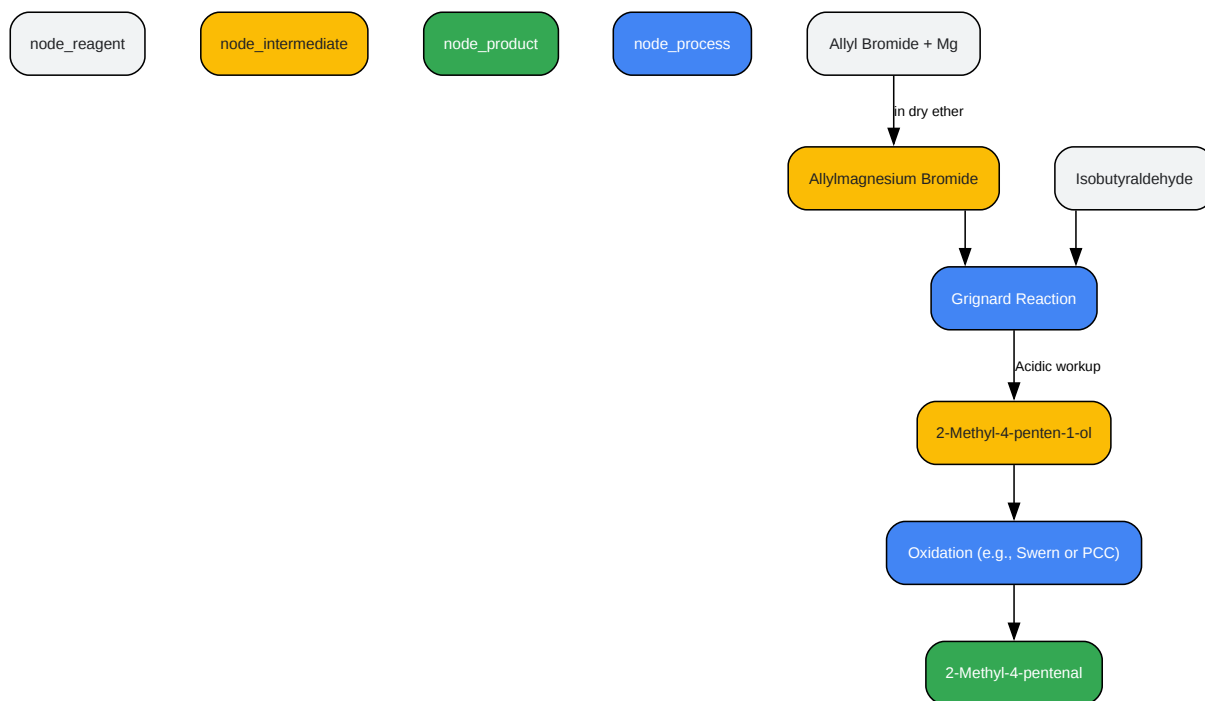 node_reagent
node_intermediate
node_product
node_process
Allyl Bromide + Mg
in dry ether
Allylmagnesium Bromide
Isobutyraldehyde
Grignard Reaction
Acidic workup
2-Methyl-4-penten-1-ol
Oxidation (e.g., Swern or PCC)
2-Methyl-4-pentenal